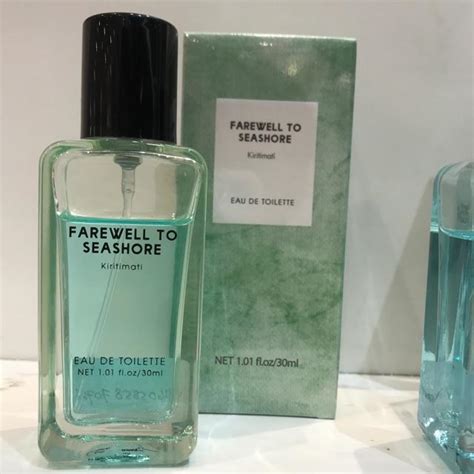 FAREWELL TO
SEASHORE
Kiritimati
EAU DE TOILETTE
NET 1.01 fl.oz/30ml
FAREWELL TO
SEASHORE
Kiritimati
EAU DE TOILETTE
NET 1.01 fl.oz/30ml